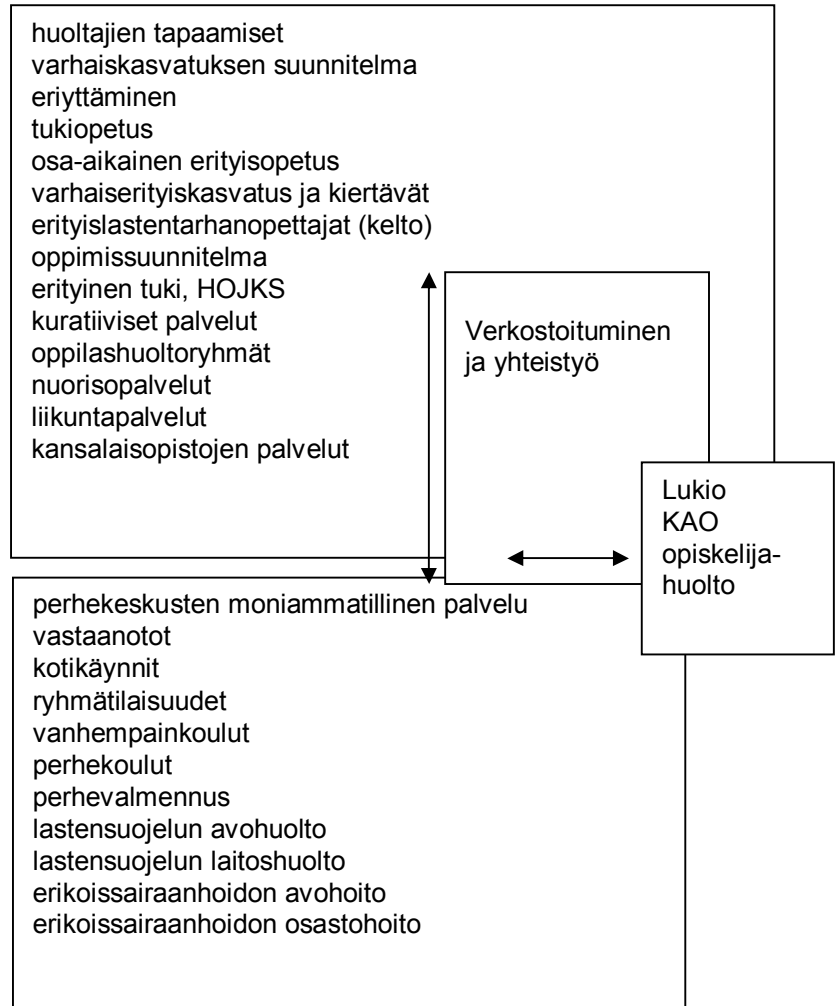 huoltajien tapaamiset
varhaiskasvatuksen suunnitelma
eriyttäminen
tukiopetus
osa-aikainen erityisopetus
varhaiserityiskasvatus ja kiertävät
erityislastentarhanopettajat (kelto)
oppimissuunnitelma
erityinen tuki, HOJKS
kuratiiviset palvelut
oppilashuoltoryhmät
nuorisopalvelut
liikuntapalvelut
kansalaisopistojen palvelut
Verkostoituminen
ja yhteistyö
Lukio
KAO
opiskelija-
huolto
perhekeskusten moniammatillinen palvelu
vastaanotot
kotikäynnit
ryhmätilaisuudet
vanhempainkoulut
perhekoulut
perhevalmennus
lastensuojelun avohuolto
lastensuojelun laitoshuolto
erikoissairaanhoidon avohoito
erikoissairaanhoidon osastohoito